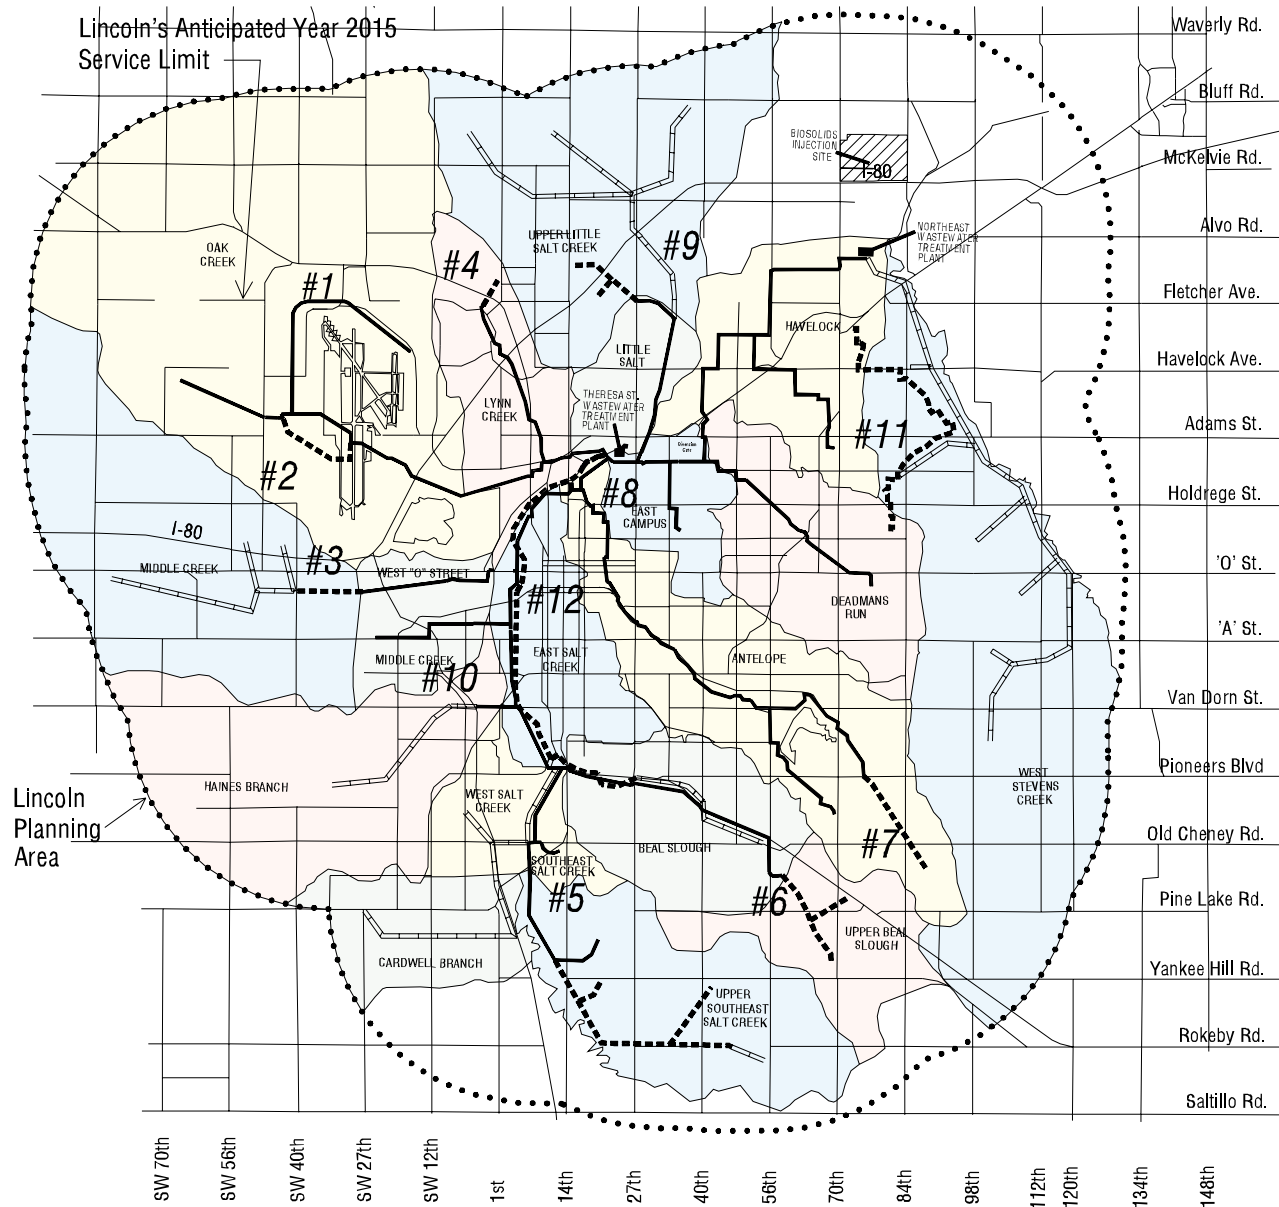 Lincoln's Anticipated Year 2015
Service Limit
Waverly Rd.
Bluff Rd.
BIOSOLIDS
INJECTION
SITE
I-80
McKelvie Rd.
Alvo Rd.
NORTHEAST
WASTEWATER
TREATMENT
PLANT
OAK
CREEK
UPPER LITTLE
SALT CREEK
#9
#4
#1
Fletcher Ave.
HAVELOCK
LITTLE
SALT
Havelock Ave.
THERESA ST.
WASTEWATER
TREATMENT
PLANT
LYNN
CREEK
Adams St.
#11
#2
#8
EAST
CAMPUS
Holdrege St.
I-80
MIDDLE CREEK
#3
WEST "O" STREET
'O' St.
#12
DEADMANS
RUN
'A' St.
MIDDLE CREEK
#10
EAST SALT
CREEK
ANTELOPE
Van Dorn St.
Pioneers Blvd
HAINES BRANCH
WEST
STEVENS
CREEK
WEST SALT
CREEK
Lincoln
Planning
Area
Old Cheney Rd.
#7
BEAL SLOUGH
SOUTHEAST
SALT CREEK
#5
#6
Pine Lake Rd.
UPPER BEAL
SLOUGH
CARDWELL BRANCH
Yankee Hill Rd.
UPPER
SOUTHEAST
SALT CREEK
Rokeby Rd.
Saltillo Rd.
SW 70th
SW 56th
SW 40th
SW 27th
SW 12th
1st
14th
27th
40th
56th
70th
84th
98th
112th
120th
134th
148th